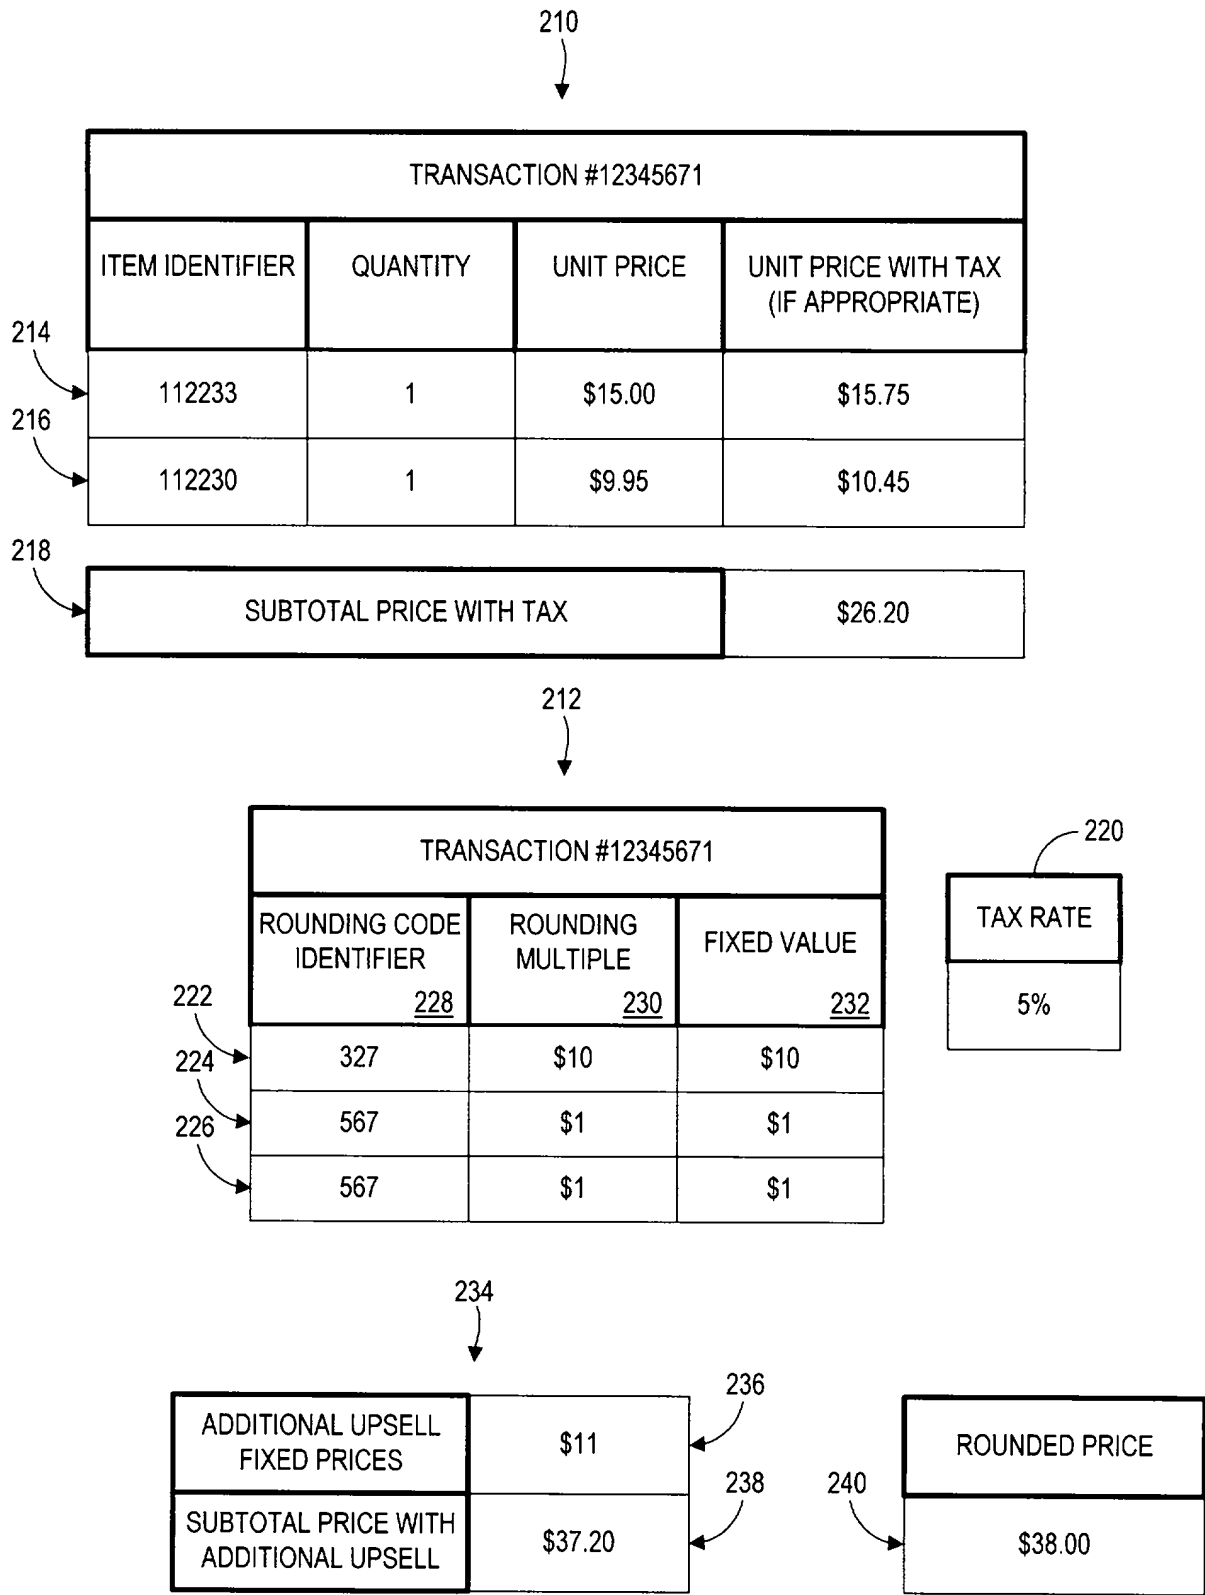 210
TRANSACTION #12345671
ITEM IDENTIFIER
QUANTITY
UNIT PRICE
UNIT PRICE WITH TAX
(IF APPROPRIATE)
214
112233
1
$15.00
$15.75
216
112230
1
$9.95
$10.45
218
SUBTOTAL PRICE WITH TAX
$26.20
212
TRANSACTION #12345671
220
TAX RATE
5%
ROUNDING CODE
IDENTIFIER
228
ROUNDING
MULTIPLE
230
FIXED VALUE
232
222
327
$10
$10
224
567
$1
$1
226
567
$1
$1
234
ADDITIONAL UPSELL
FIXED PRICES
$11
236
SUBTOTAL PRICE WITH
ADDITIONAL UPSELL
$37.20
238
ROUNDED PRICE
240
$38.00